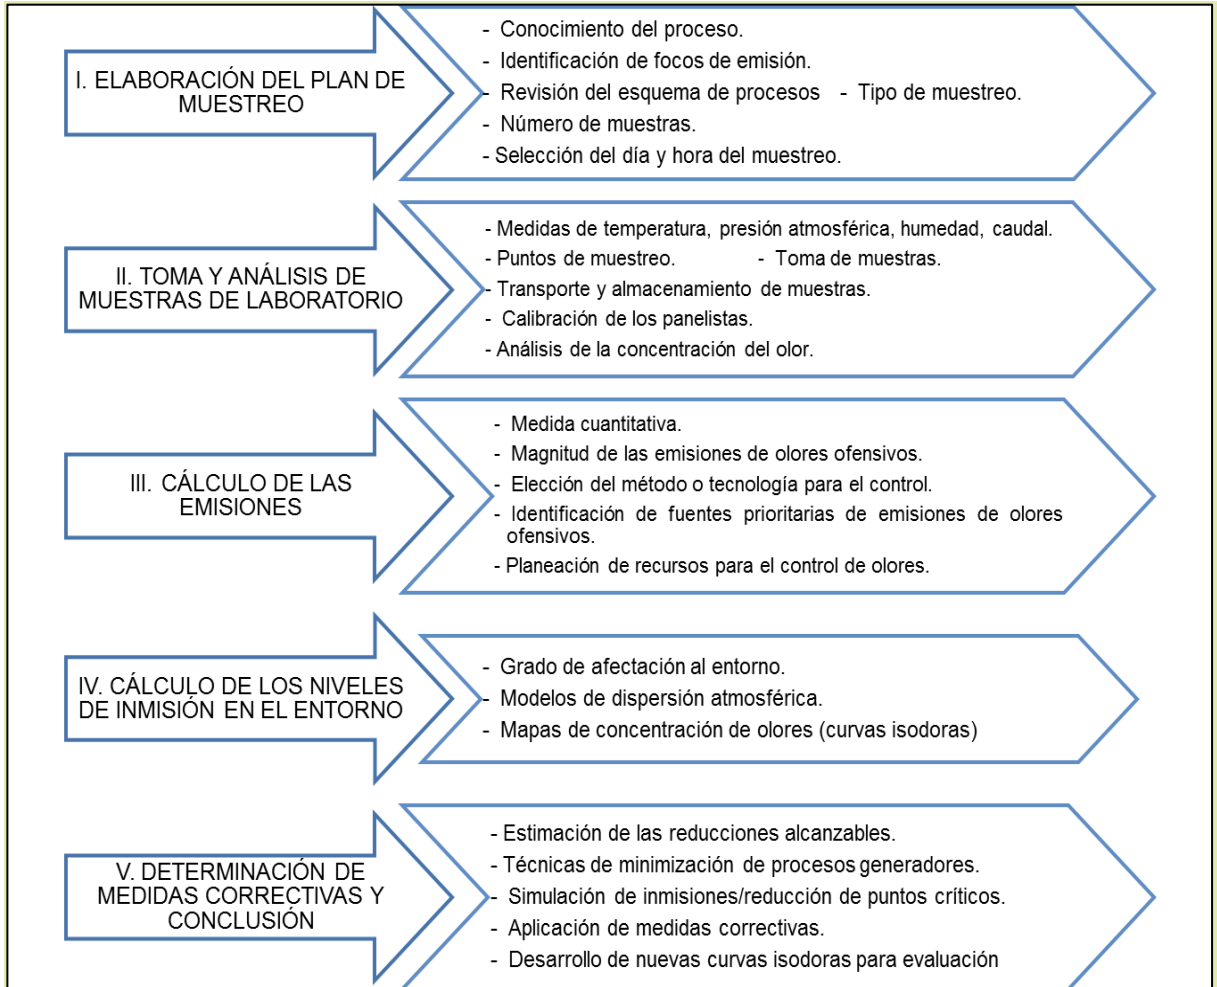 I. ELABORACIÓN DEL PLAN DE
MUESTREO
- Conocimiento del proceso.
- Identificación de focos de emisión.
- Revisión del esquema de procesos - Tipo de muestreo.
- Número de muestras.
- Selección del día y hora del muestreo.
II. TOMA Y ANÁLISIS DE
MUESTRAS DE LABORATORIO
- Medidas de temperatura, presión atmosférica, humedad, caudal.
- Puntos de muestreo. - Toma de muestras.
- Transporte y almacenamiento de muestras.
- Calibración de los panelistas.
- Análisis de la concentración del olor.
III. CÁLCULO DE LAS
EMISIONES
- Medida cuantitativa.
- Magnitud de las emisiones de olores ofensivos.
- Elección del método o tecnología para el control.
- Identificación de fuentes prioritarias de emisiones de olores
ofensivos.
- Planeación de recursos para el control de olores.
IV. CÁLCULO DE LOS NIVELES
DE INMISIÓN EN EL ENTORNO
- Grado de afectación al entorno.
- Modelos de dispersión atmosférica.
- Mapas de concentración de olores (curvas isodoras)
V. DETERMINACIÓN DE
MEDIDAS CORRECTIVAS Y
CONCLUSIÓN
- Estimación de las reducciones alcanzables.
- Técnicas de minimización de procesos generadores.
- Simulación de inmisiones/reducción de puntos críticos.
- Aplicación de medidas correctivas.
- Desarrollo de nuevas curvas isodoras para evaluación